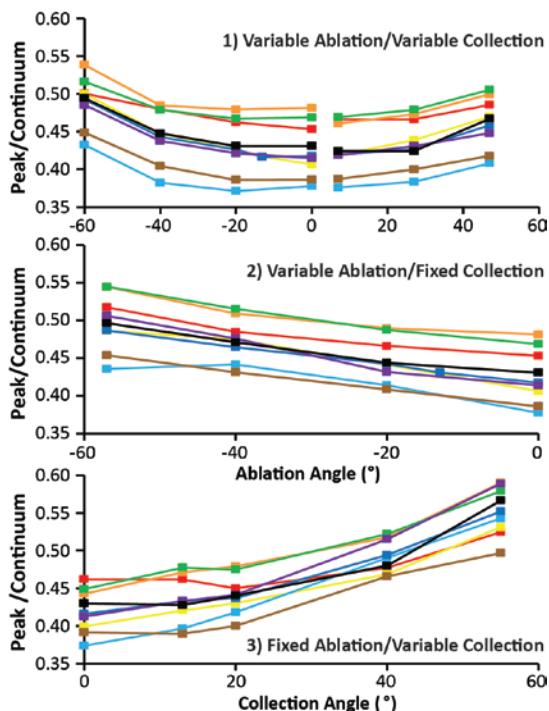 0.60
1) Variable Ablation/Variable Collection
0.55
0.50
0.45
0.40
0.35
Peak/Continuum
-60 -40 -20 0 20 40 60
0.60
2) Variable Ablation/Fixed Collection
0.55
0.50
0.45
0.40
0.35
Peak/Continuum
-60 -40 -20 0
Ablation Angle (°)
0.60
0.55
0.50
0.45
0.40
0.35
Peak /Continuum
3) Fixed Ablation/Variable Collection
0 20 40 60
Collection Angle (°)